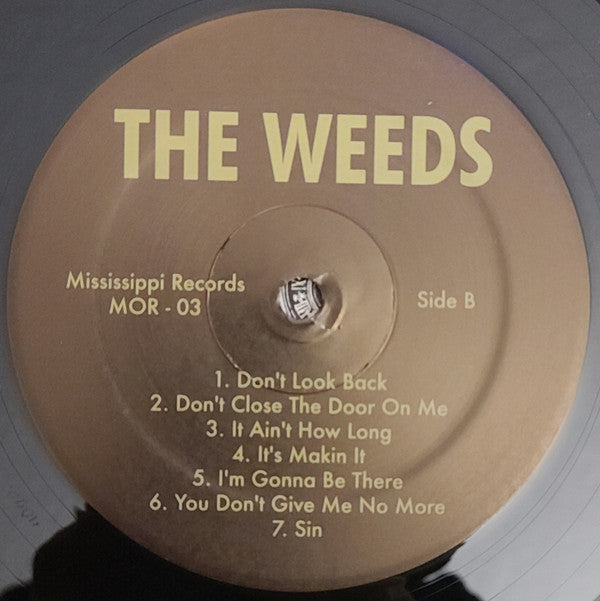 THE WEEDS
Mississippi Records
MOR - 03
Side B
1. Don't Look Back
2. Don't Close The Door On Me
3. It Ain't How Long
4. It's Makin It
5. I'm Gonna Be There
6. You Don't Give Me No More
7. Sin